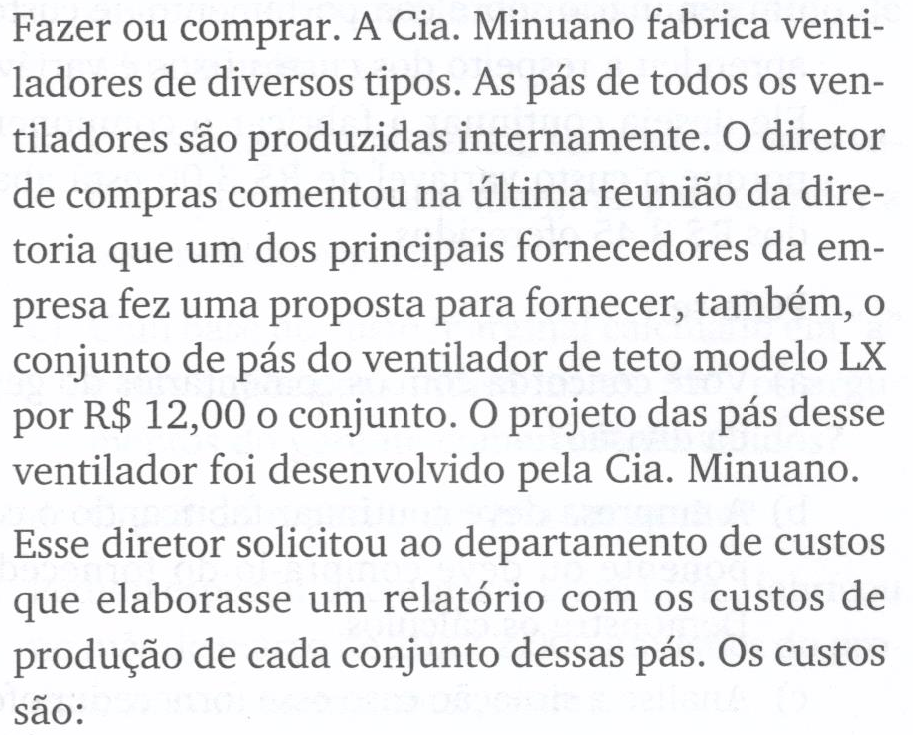 Fazer ou comprar. A Cia. Minuano fabrica venti-
ladores de diversos tipos. As pás de todos os ven-
tiladores são produzidas internamente. O diretor
de compras comentou na última reunião da dire-
toria que um dos principais fornecedores da em-
presa fez uma proposta para fornecer, também, o
conjunto de pás do ventilador de teto modelo LX
por R$ 12,00 o conjunto. O projeto das pás desse
ventilador foi desenvolvido pela Cia. Minuano.
Esse diretor solicitou ao departamento de custos
que elaborasse um relatório com os custos de
produção de cada conjunto dessas pás. Os custos
são: